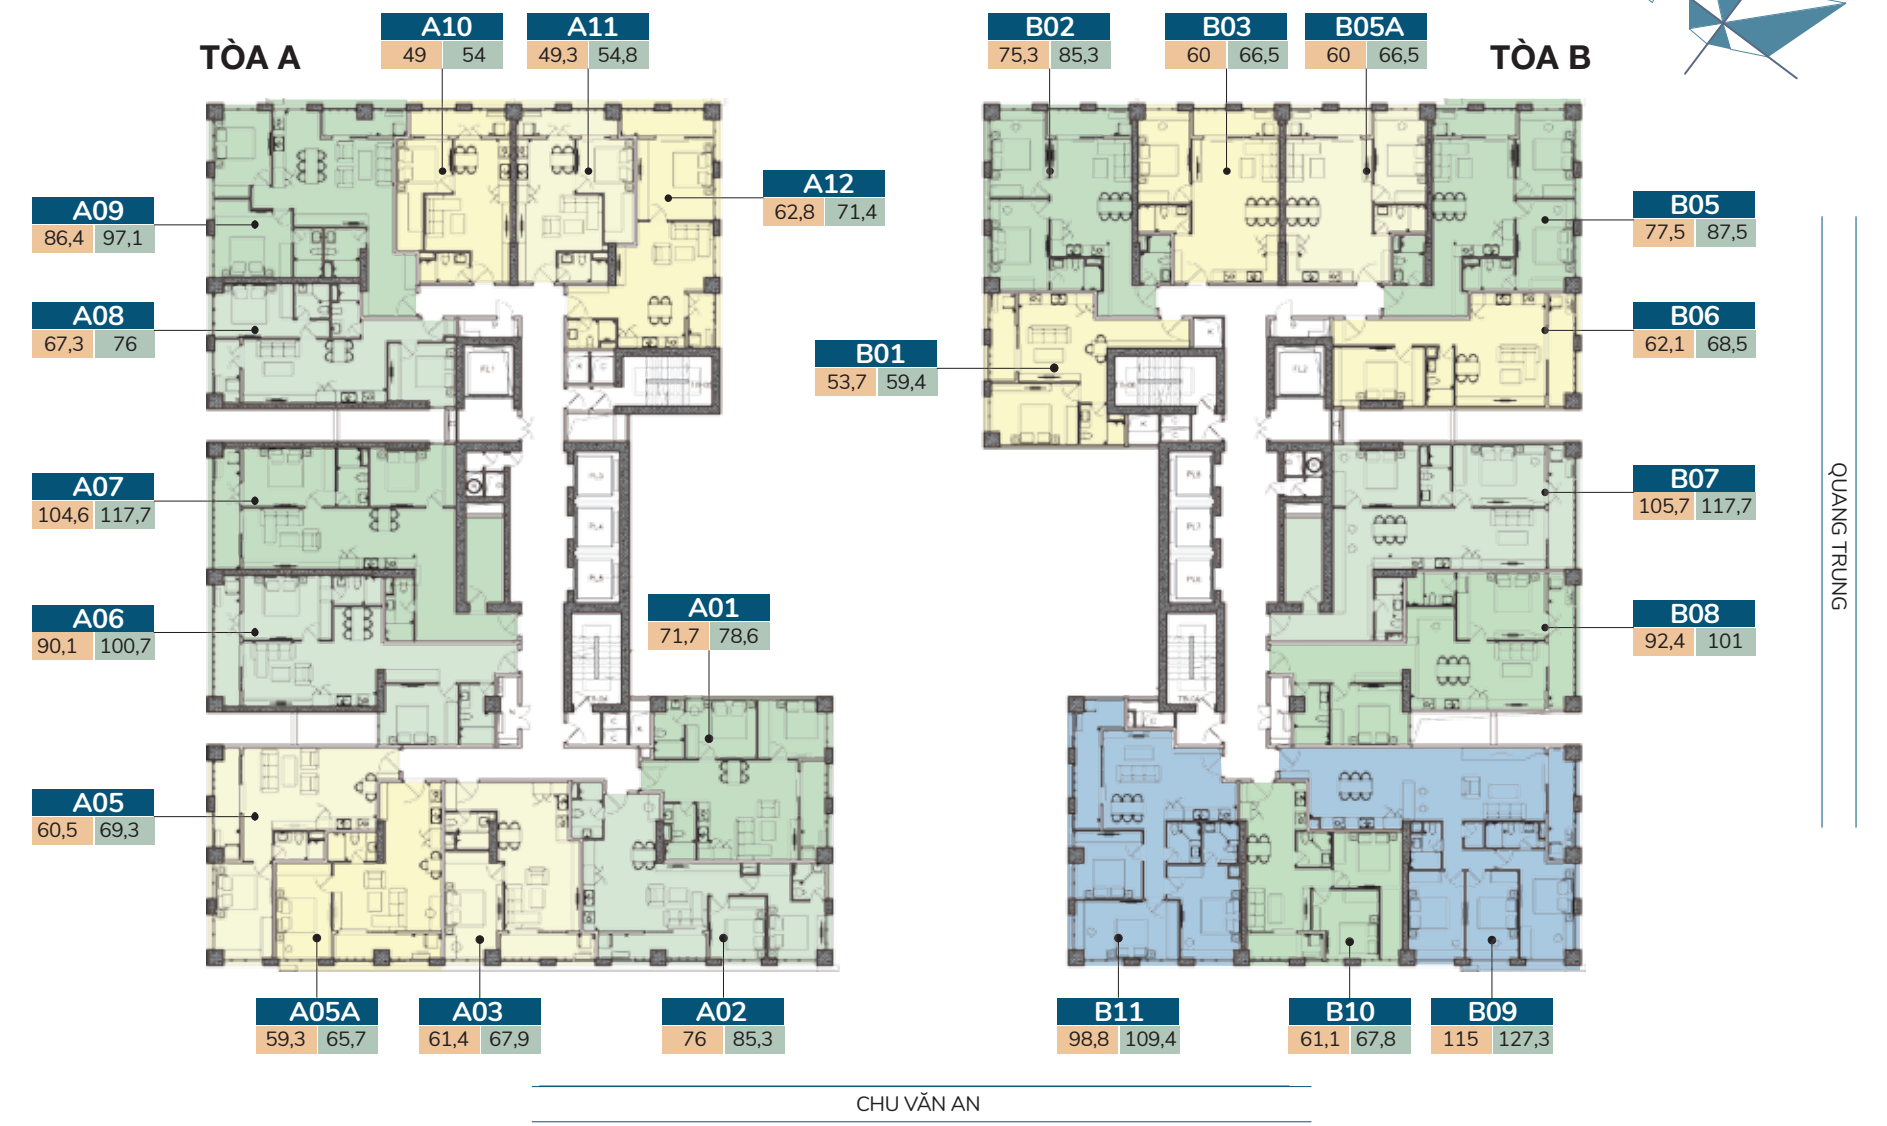 TÒA A
A10
49 54
A11
49,3 54,8
B02
75,3 85,3
B03
60 66,5
B05A
60 66,5
TÒA B
A12
62,8 71,4
A09
86,4 97,1
B05
77,5 87,5
A08
67,3 76
B06
62,1 68,5
B01
53,7 59,4
A07
104,6 117,7
B07
105,7 117,7
A06
90,1 100,7
A01
71,7 78,6
B08
92,4 101
QUANG TRUNG
A05
60,5 69,3
A05A
59,3 65,7
A03
61,4 67,9
A02
76 85,3
B11
98,8 109,4
B10
61,1 67,8
B09
115 127,3
CHU VĂN AN